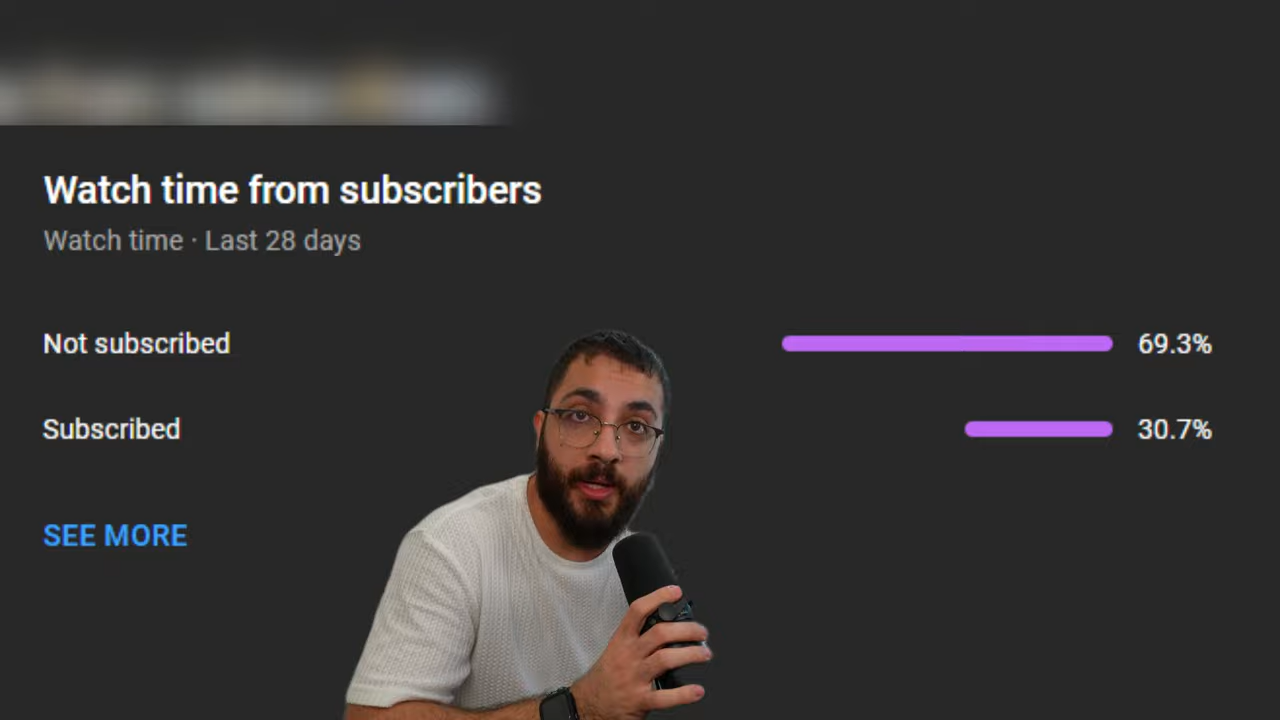 Watch time from subscribers
Watch time · Last 28 days
Not subscribed 69.3%
Subscribed 30.7%
SEE MORE